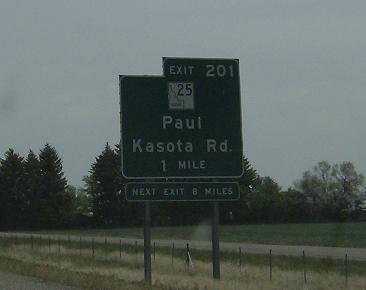 EXIT 201
25
Paul
Kasota Rd.
1 MILE
NEXT EXIT 8 MILES